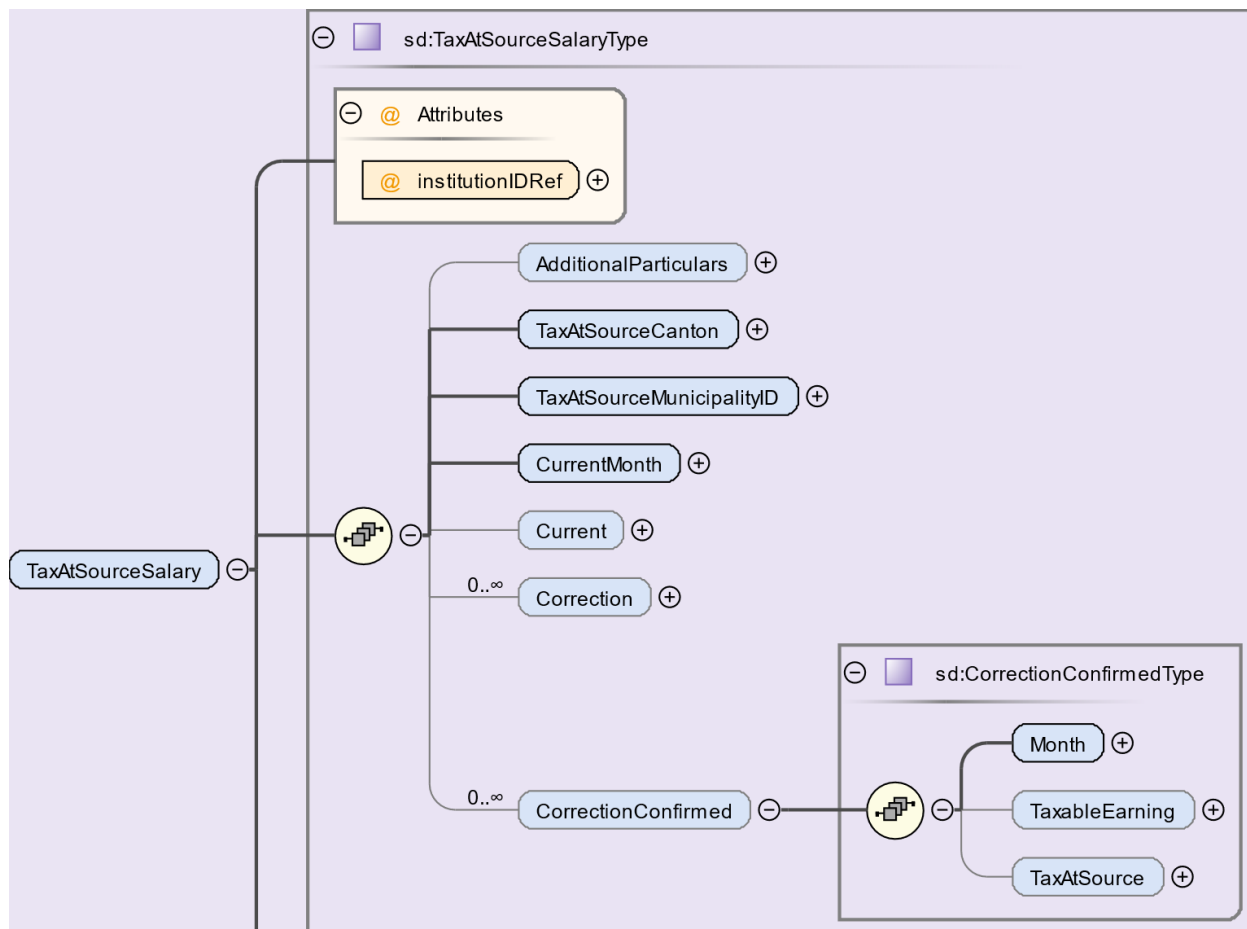 sd:TaxAtSourceSalaryType
@ Attributes
@ institutionIDRef
AdditionalParticulars
TaxAtSourceCanton
TaxAtSourceMunicipalityID
CurrentMonth
Current
TaxAtSourceSalary
0..∞ Correction
sd:CorrectionConfirmedType
Month
0..∞ CorrectionConfirmed
TaxableEarning
TaxAtSource